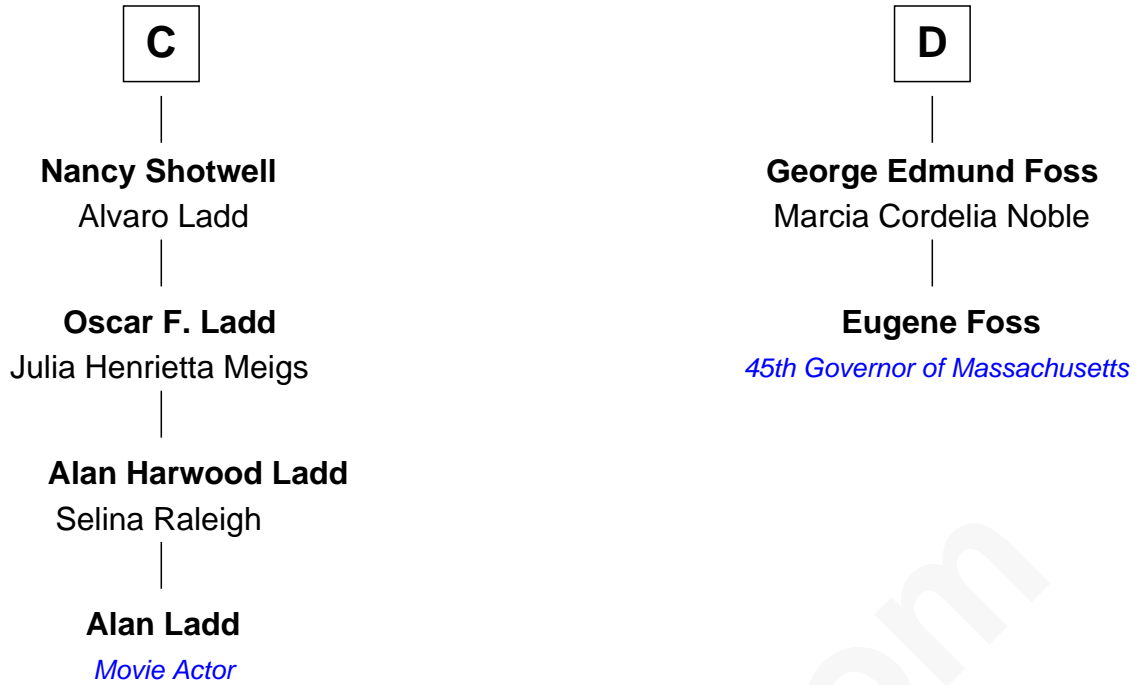 C
Nancy Shotwell
Alvaro Ladd
Oscar F. Ladd
Julia Henrietta Meigs
Alan Harwood Ladd
Selina Raleigh
Alan Ladd
Movie Actor
D
George Edmund Foss
Marcia Cordelia Noble
Eugene Foss
45th Governor of Massachusetts
om